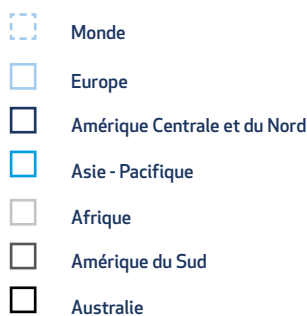 Monde
Europe
Amérique Centrale et du Nord
Asie - Pacifique
Afrique
Amérique du Sud
Australie